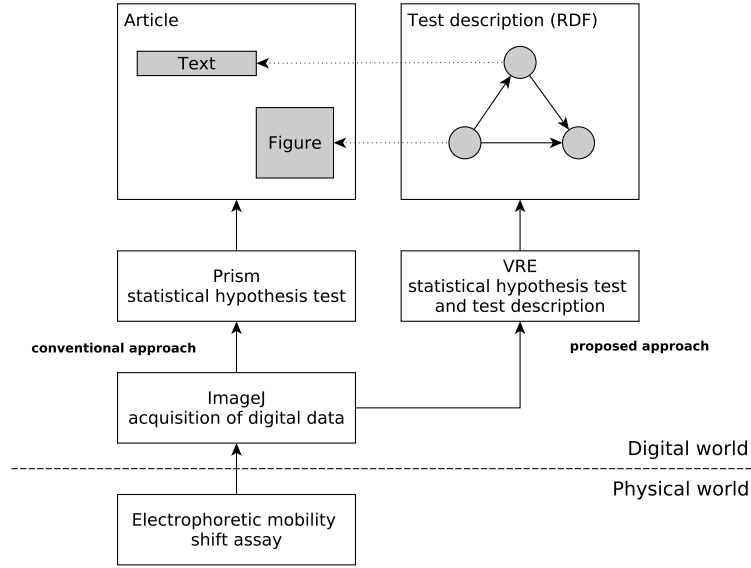 Article
Test description (RDF)
Text
Figure
Prism
statistical hypothesis test
VRE
statistical hypothesis test
and test description
conventional approach
proposed approach
ImageJ
acquisition of digital data
Digital world
Physical world
Electrophoretic mobility
shift assay